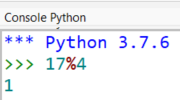 Console Python
*** Python 3.7.6
>>> 17%4
1